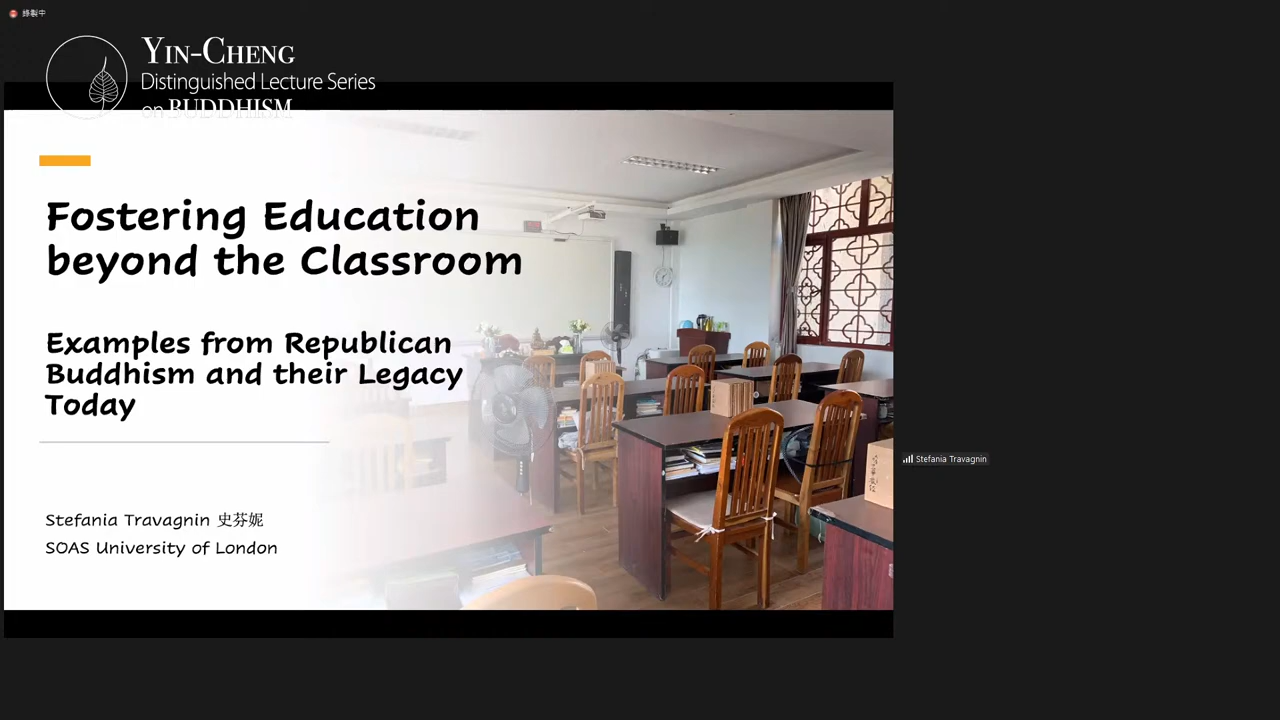 錄製中
YIN-CHENG
Distinguished Lecture Series
on BUDDHISM
Fostering Education
beyond the Classroom
Examples from Republican
Buddhism and their Legacy
Today
Stefania Travagnin 史芬妮
SOAS University of London
Stefania Travagnin